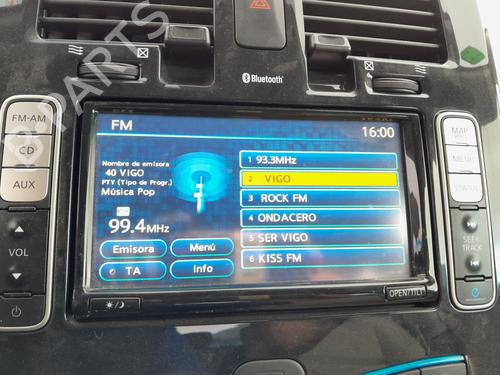 PARTS
Bluetooth
FM-AM
CD
AUX
VOL
MAP
MENU
STATUS
SEEK
TRACK
FM
16:00
Nombre de emisora
40 VIGO
PTY (Tipo de Progr.)
Música Pop
99.4MHz
Emisora
Menú
TA
Info
1 93.3MHz
2 VIGO
3 ROCK FM
4 ONDACERO
5 SER VIGO
6 KISS FM
OPEN/TILT